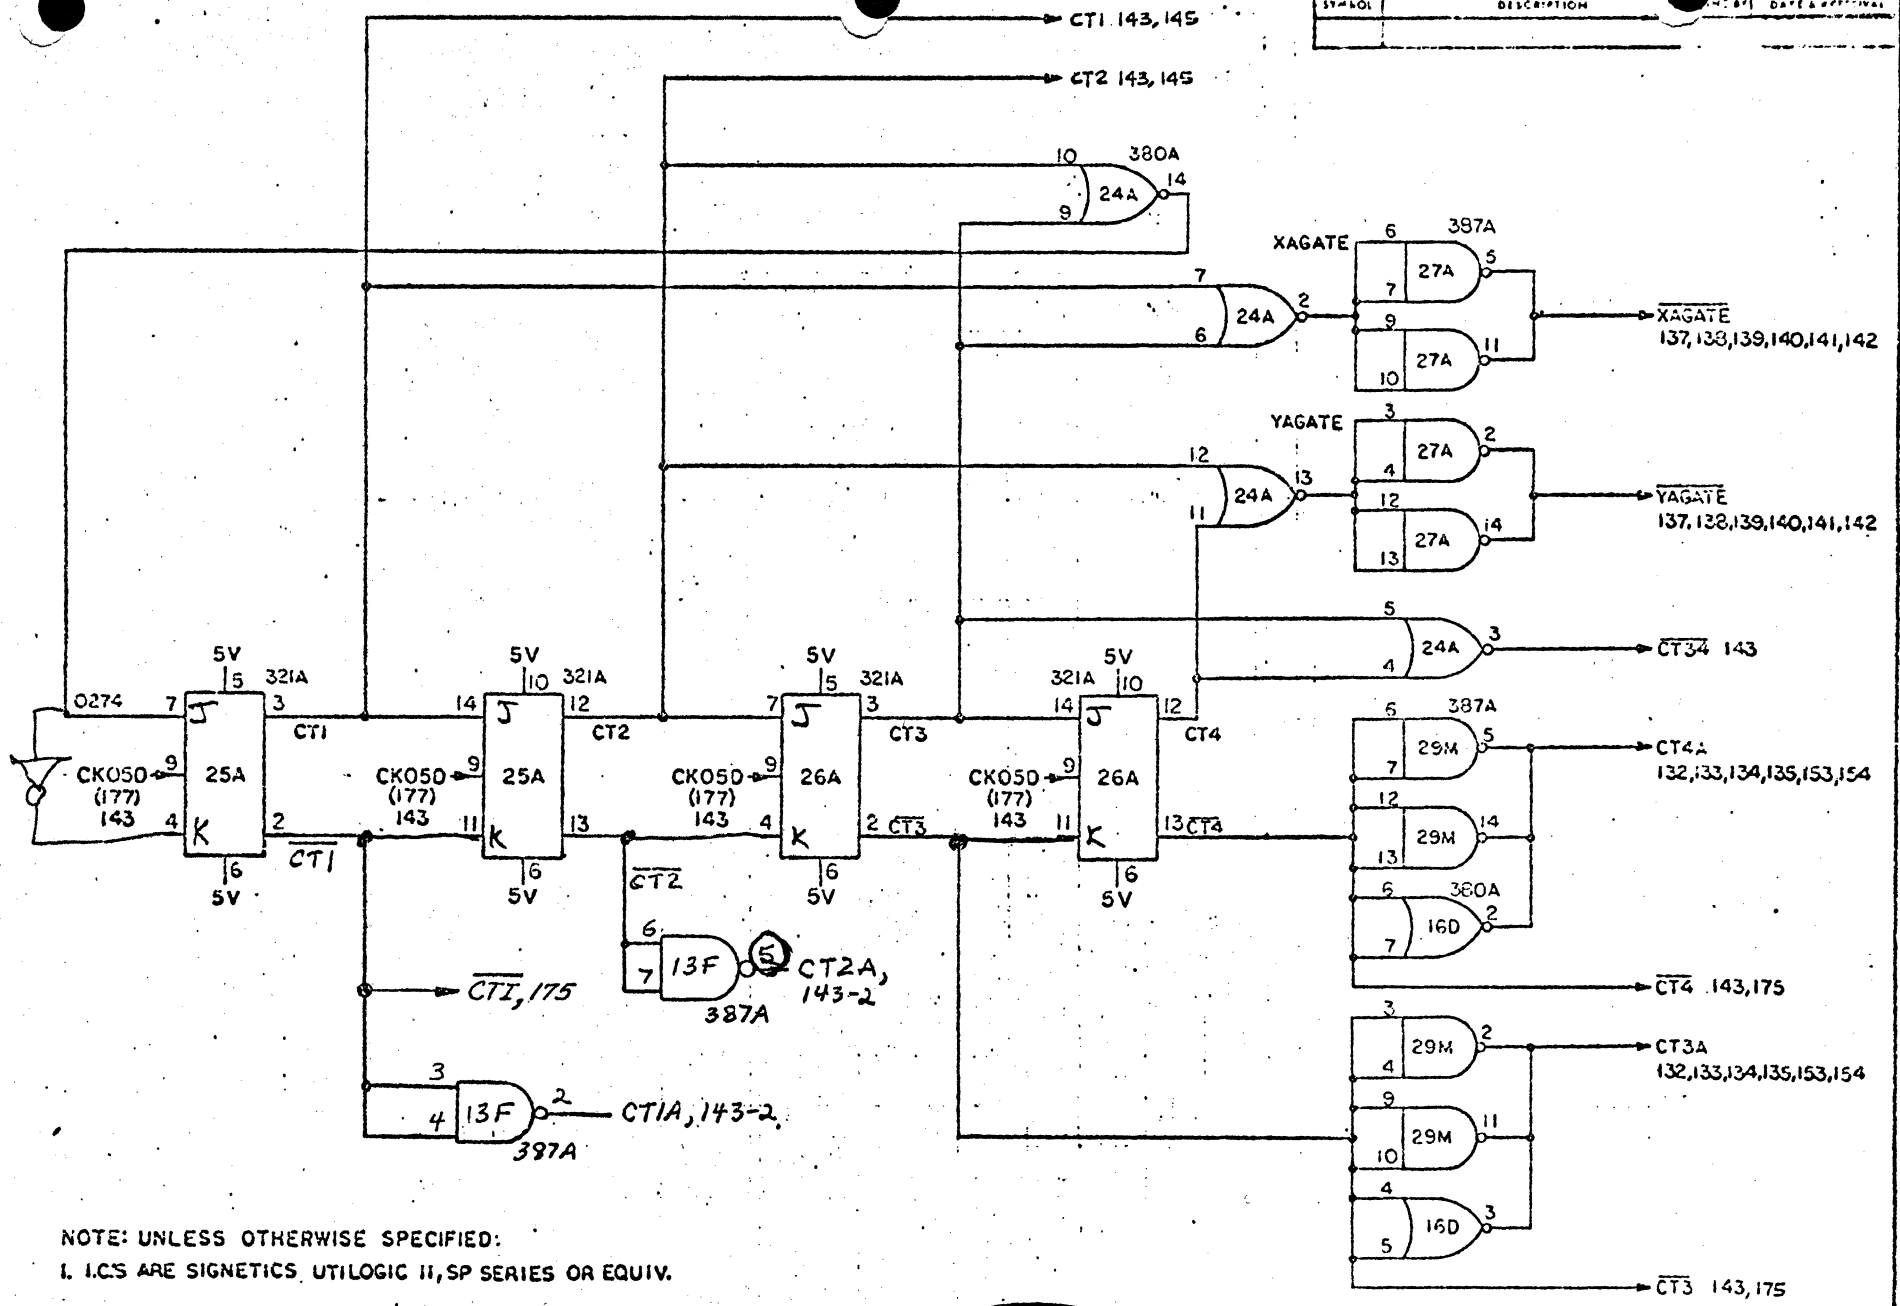 SYMBOL DESCRIPTION DATE & APPROVAL
CT1 143,145
CT2 143,145
10 380A
24A 14
9
XAGATE 6 387A
27A 5
7
7
24A 2
6
9
27A 11
10
XAGATE
137,138,139,140,141,142
YAGATE 3
27A 2
4
12
24A 13
11
12
27A 14
13
YAGATE
137,138,139,140,141,142
5
24A 3
4
CT34 143
5V 5V 5V 5V
5 321A 10 321A 5 321A 321A 10
0274 7 J 3 14 J 12 7 J 3 14 J 12
CT1 CT2 CT3 CT4
CK05D 9 25A CK05D 9 25A CK05D 9 26A CK05D 9 26A
(177) (177) (177) (177)
143 143 143 143
4 K 2 11 K 13 4 K 2 CT3 11 13 CT4
CT1
CT2
6 6 6 6
5V 5V 5V 5V
6 387A
29M 5
7
CT4A
132,133,134,135,153,154
12
29M 14
13
6 380A
16D 2
7
CT4 143,175
6
13F 5 CT2A,
7 143-2
387A
CT1, 175
3
13F 2 CT1A, 143-2
4
387A
3
29M 2
4
CT3A
132,133,134,135,153,154
9
29M 11
10
4
16D 3
5
CT3 143,175
NOTE: UNLESS OTHERWISE SPECIFIED:
1. I.C'S ARE SIGNETICS UTILOGIC II, SP SERIES OR EQUIV.